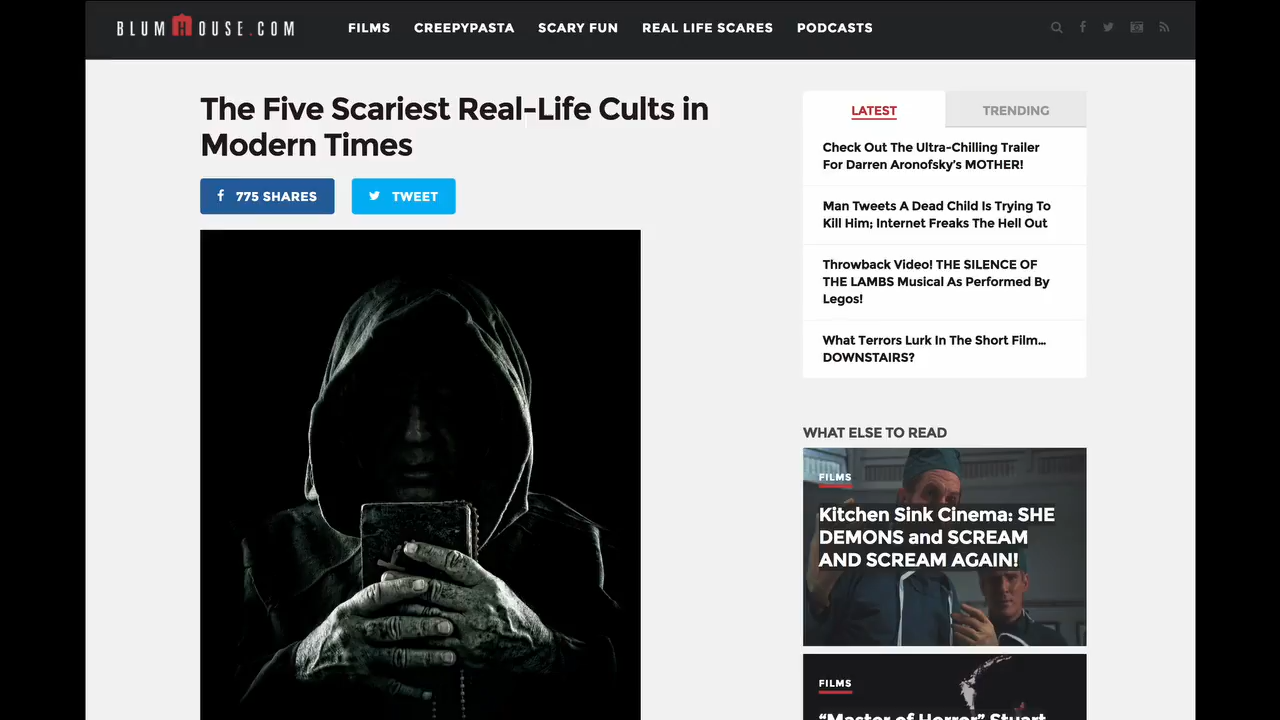 BLUMHOUSE.COM
FILMS CREEPYPASTA SCARY FUN REAL LIFE SCARES PODCASTS
The Five Scariest Real-Life Cults in
Modern Times
775 SHARES TWEET
LATEST TRENDING
Check Out The Ultra-Chilling Trailer
For Darren Aronofsky's MOTHER!
Man Tweets A Dead Child Is Trying To
Kill Him; Internet Freaks The Hell Out
Throwback Video! THE SILENCE OF
THE LAMBS Musical As Performed By
Legos!
What Terrors Lurk In The Short Film…
DOWNSTAIRS?
WHAT ELSE TO READ
FILMS
Kitchen Sink Cinema: SHE
DEMONS and SCREAM
AND SCREAM AGAIN!
FILMS
“Master of Horror” Stuart